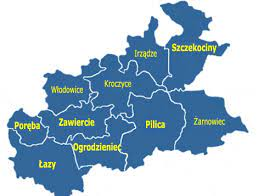 Irządze
Szczekociny
Włodowice
Kroczyce
Poręba
Zawiercie
Pilica
Żarnowiec
Ogrodzieniec
Łazy